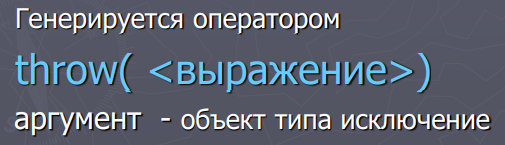 Генерируется оператором
throw( <выражение>)
аргумент - объект типа исключение